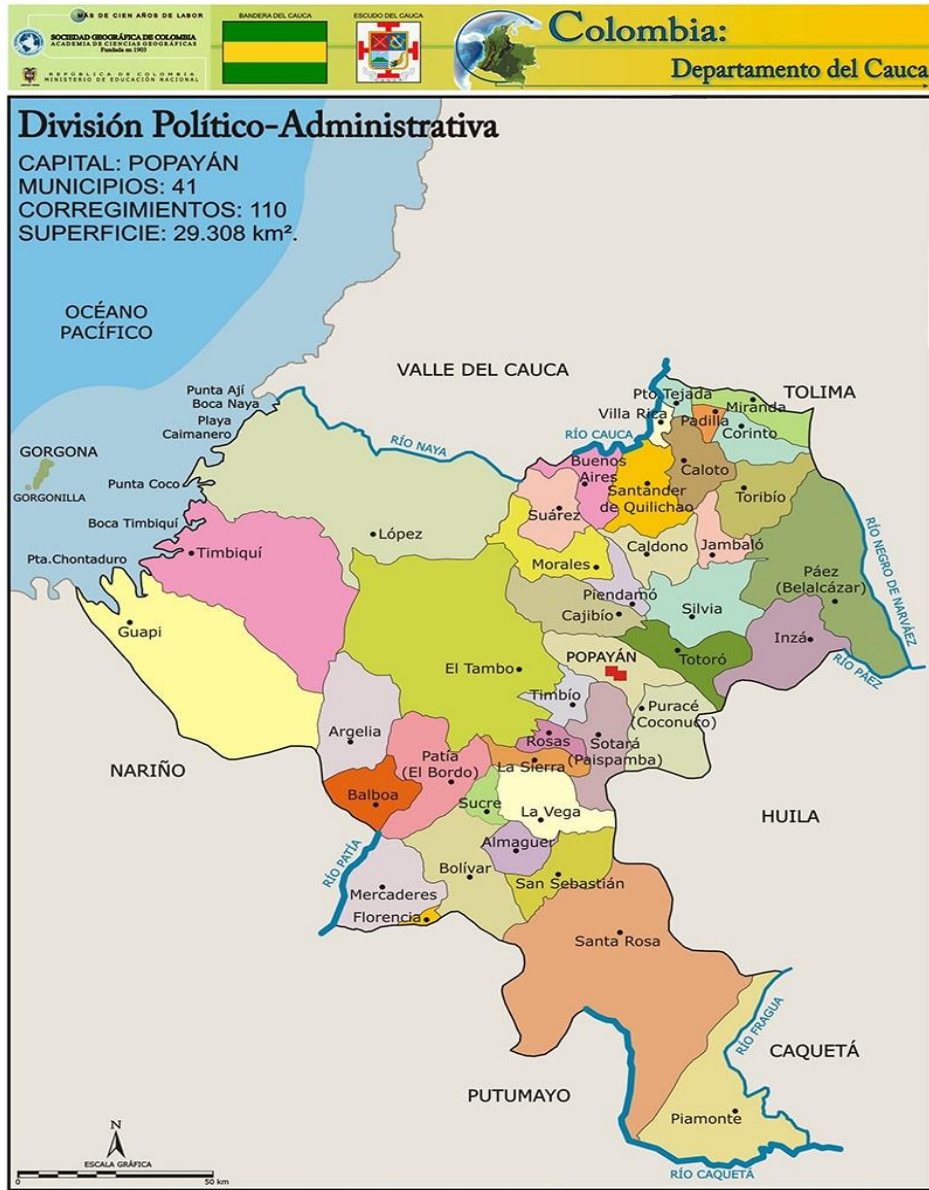 MÁS DE CIEN AÑOS DE LABOR
SOCIEDAD GEOGRÁFICA DE COLOMBIA
ACADEMIA DE CIENCIAS GEOGRÁFICAS
Fundada en 1903
REPÚBLICA DE COLOMBIA
MINISTERIO DE EDUCACIÓN NACIONAL
BANDERA DEL CAUCA
ESCUDO DEL CAUCA
Colombia:
Departamento del Cauca
División Político-Administrativa
CAPITAL: POPAYÁN
MUNICIPIOS: 41
CORREGIMIENTOS: 110
SUPERFICIE: 29.308 km².
OCÉANO
PACÍFICO
VALLE DEL CAUCA
TOLIMA
Punta Ají
Boca Naya
Playa
Caimanero
GORGONA
GORGONILLA
Punta Coco
Boca Timbiquí
Pta.Chontaduro
RÍO NAYA
RÍO CAUCA
Pto.Tejada
Villa Rica
Padilla
Miranda
Corinto
Buenos
Aires
Santander
de Quilichao
Caloto
Toribío
Suárez
López
Timbiquí
Morales
Caldono
Jambaló
Páez
(Belalcázar)
RÍO NEGRO DE NARVÁEZ
Piendamó
Cajibío
Silvia
Guapi
Inzá
RÍO PÁEZ
El Tambo
POPAYÁN
Totoró
Timbío
Puracé
(Coconuco)
Argelia
Rosas
Sotará
(Paispamba)
Patía
(El Bordo)
La Sierra
NARIÑO
Balboa
Sucre
La Vega
HUILA
Almaguer
RÍO PATÍA
Bolívar
San Sebastián
Mercaderes
Florencia
Santa Rosa
RÍO FRAGUA
CAQUETÁ
PUTUMAYO
Piamonte
RÍO CAQUETÁ
N
ESCALA GRÁFICA
0
50 km